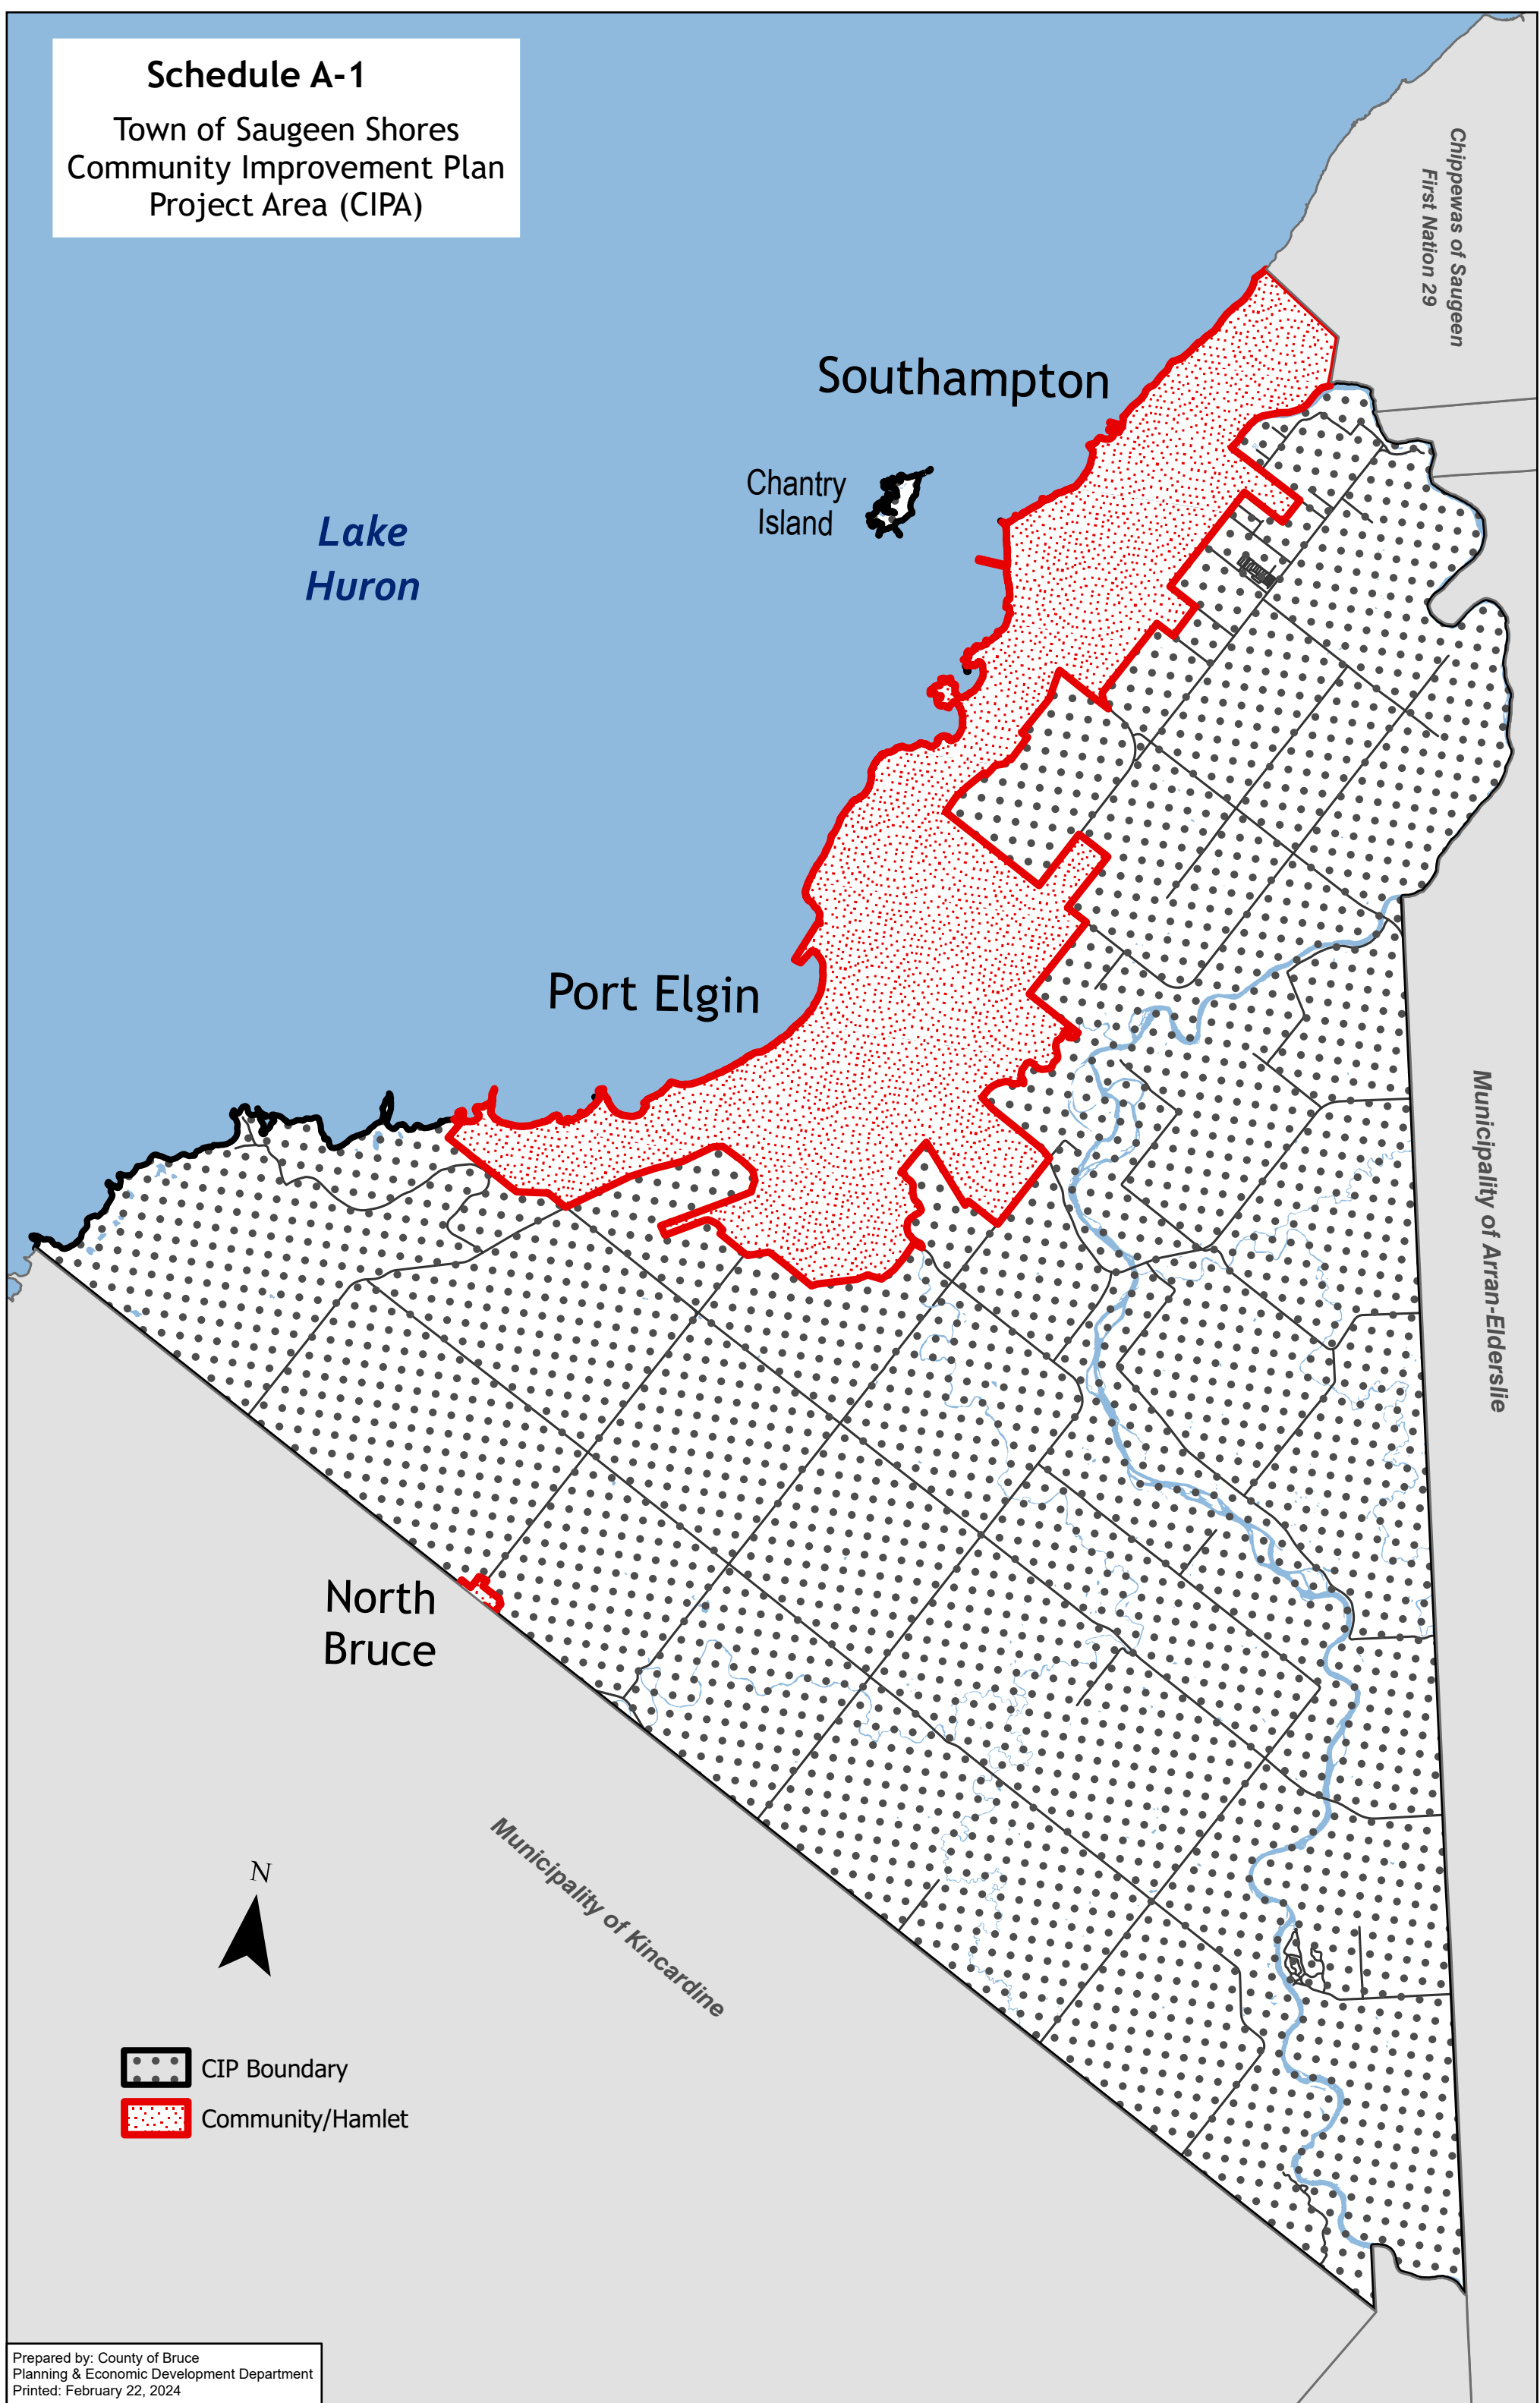 Schedule A-1
Town of Saugeen Shores
Community Improvement Plan
Project Area (CIPA)
Chippewas of Saugeen
First Nation 29
Southampton
Chantry
Island
Lake
Huron
Port Elgin
Municipality of Arran-Elderslie
North
Bruce
Municipality of Kincardine
N
CIP Boundary
Community/Hamlet
Prepared by: County of Bruce
Planning & Economic Development Department
Printed: February 22, 2024